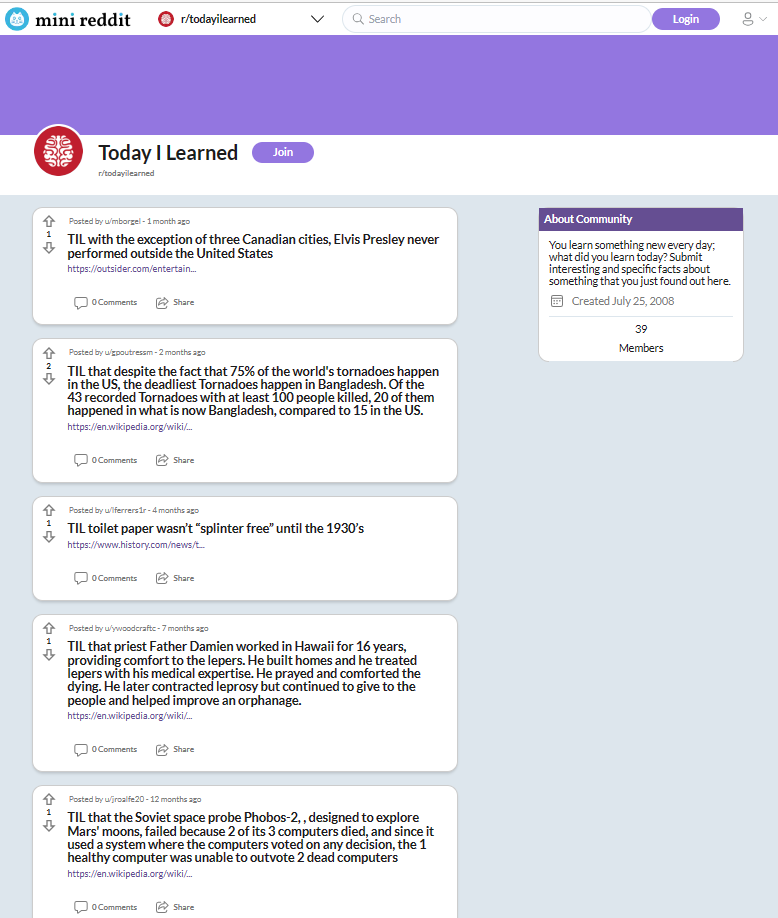 mini reddit
r/todayilearned
Search
Login
Today I Learned
Join
r/todayilearned
Posted by u/mborgel - 1 month ago
1
TIL with the exception of three Canadian cities, Elvis Presley never
performed outside the United States
https://outsider.com/entertain...
0 Comments
Share
Posted by u/gpoutressm - 2 months ago
2
TIL that despite the fact that 75% of the world's tornadoes happen
in the US, the deadliest Tornadoes happen in Bangladesh. Of the
43 recorded Tornadoes with at least 100 people killed, 20 of them
happened in what is now Bangladesh, compared to 15 in the US.
https://en.wikipedia.org/wiki/...
0 Comments
Share
Posted by u/lferrers1r - 4 months ago
1
TIL toilet paper wasn’t “splinter free” until the 1930’s
https://www.history.com/news/t...
0 Comments
Share
Posted by u/ywoodcraftc - 7 months ago
1
TIL that priest Father Damien worked in Hawaii for 16 years,
providing comfort to the lepers. He built homes and he treated
lepers with his medical expertise. He prayed and comforted the
dying. He later contracted leprosy but continued to give to the
people and helped improve an orphanage.
https://en.wikipedia.org/wiki/...
0 Comments
Share
Posted by u/jroalfe20 - 12 months ago
1
TIL that the Soviet space probe Phobos-2, , designed to explore
Mars' moons, failed because 2 of its 3 computers died, and since it
used a system where the computers voted on any decision, the 1
healthy computer was unable to outvote 2 dead computers
https://en.wikipedia.org/wiki/...
0 Comments
Share
About Community
You learn something new every day;
what did you learn today? Submit
interesting and specific facts about
something that you just found out here.
Created July 25, 2008
39
Members